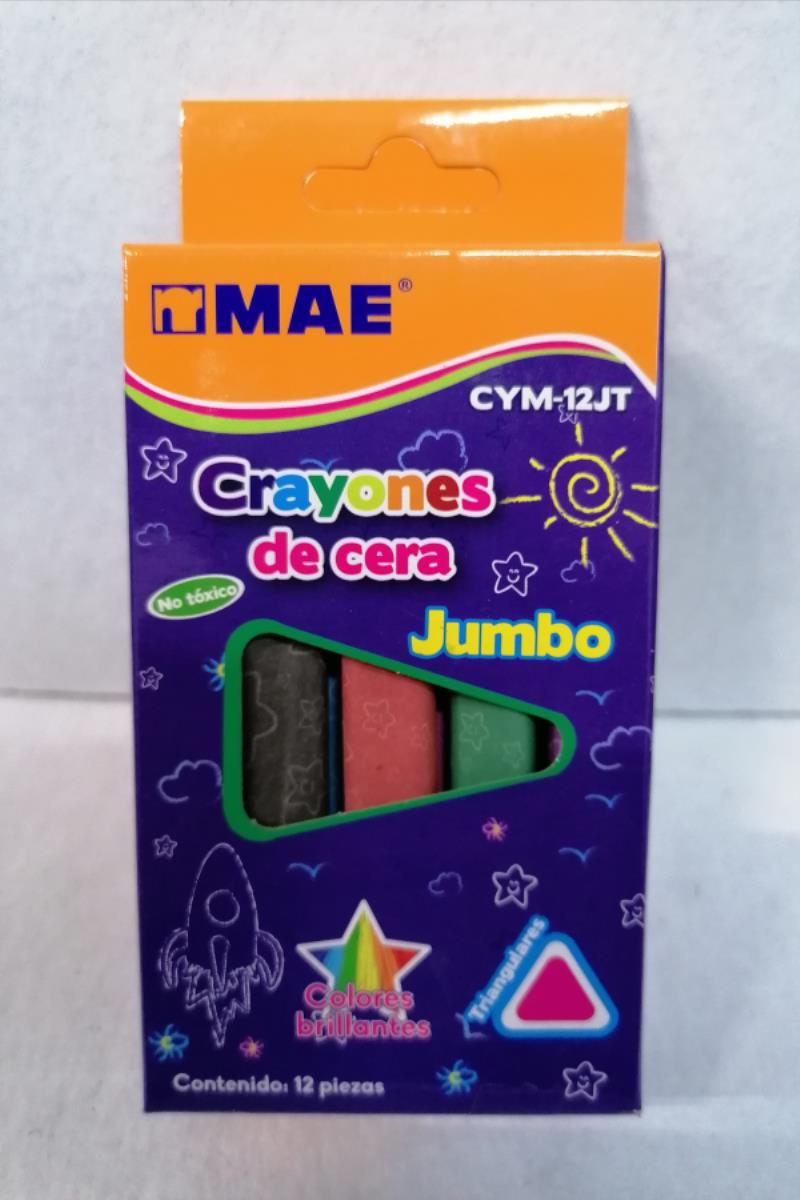 MAE®
CYM-12JT
Crayones
de cera
No tóxico
Jumbo
Colores
brillantes
Triangulares
Contenido: 12 piezas